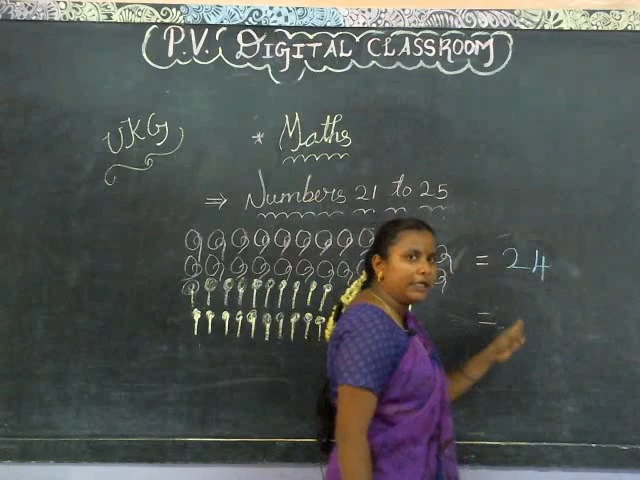 P.V. DIGITAL CLASSROOM
UKG
* Maths
⇒ Numbers 21 to 25
= 24
=